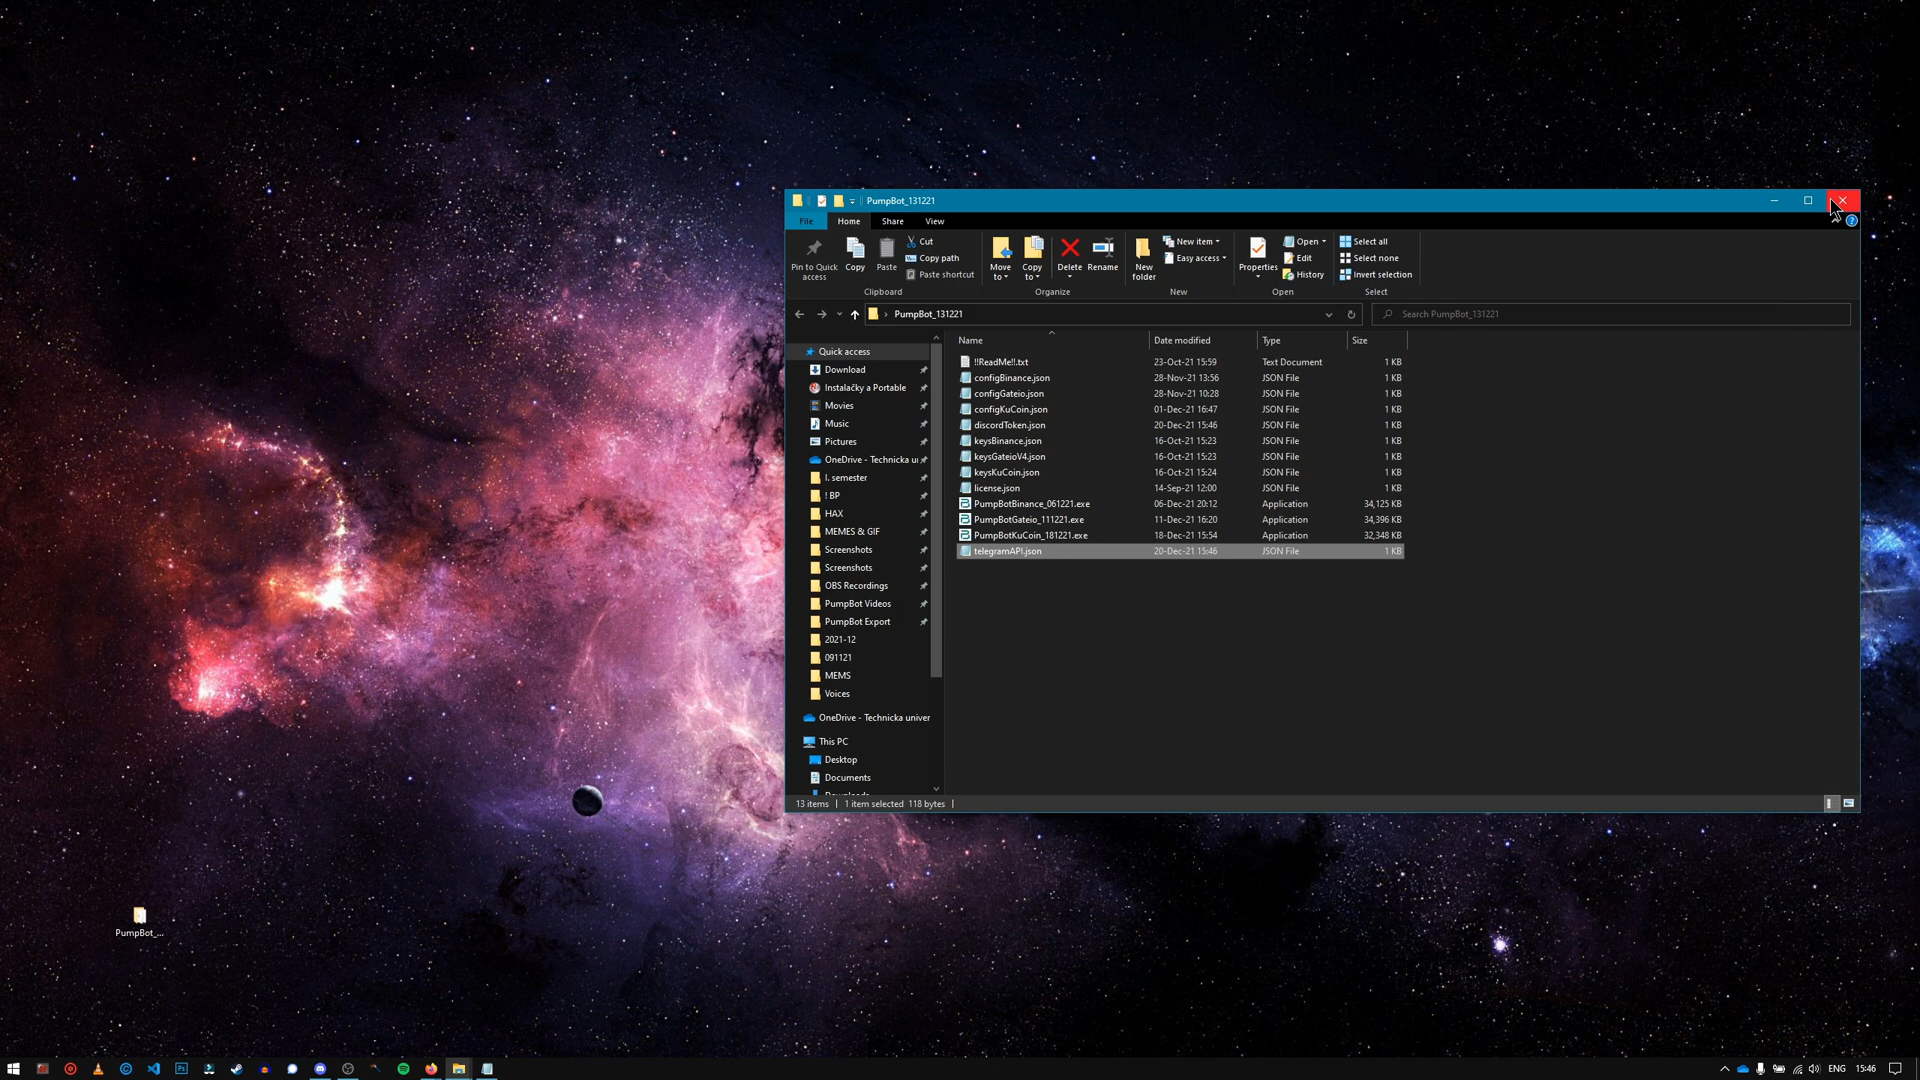 PumpBot_131221
File Home Share View
Pin to Quick access
Copy
Paste
Cut
Copy path
Paste shortcut
Move to
Copy to
Delete
Rename
New folder
New item
Easy access
Properties
Open
Edit
History
Select all
Select none
Invert selection
Clipboard Organize New Open Select
PumpBot_131221
Search PumpBot_131221
Quick access
Download
Instalačky a Portable
Movies
Music
Pictures
OneDrive - Technicka ur
I. semester
! BP
HAX
MEMES & GIF
Screenshots
Screenshots
OBS Recordings
PumpBot Videos
PumpBot Export
2021-12
091121
MEMS
Voices
OneDrive - Technicka univer
This PC
Desktop
Documents
Name Date modified Type Size
!!ReadMe!!.txt 23-Oct-21 15:59 Text Document 1 KB
configBinance.json 28-Nov-21 13:56 JSON File 1 KB
configGateio.json 28-Nov-21 10:28 JSON File 1 KB
configKuCoin.json 01-Dec-21 16:47 JSON File 1 KB
discordToken.json 20-Dec-21 15:46 JSON File 1 KB
keysBinance.json 16-Oct-21 15:23 JSON File 1 KB
keysGateioV4.json 16-Oct-21 15:23 JSON File 1 KB
keysKuCoin.json 16-Oct-21 15:24 JSON File 1 KB
license.json 14-Sep-21 12:00 JSON File 1 KB
PumpBotBinance_061221.exe 06-Dec-21 20:12 Application 34,125 KB
PumpBotGateio_111221.exe 11-Dec-21 16:20 Application 34,396 KB
PumpBotKuCoin_181221.exe 18-Dec-21 15:54 Application 32,348 KB
telegramAPI.json 20-Dec-21 15:46 JSON File 1 KB
13 items 1 item selected 118 bytes
PumpBot_...
ENG 15:46